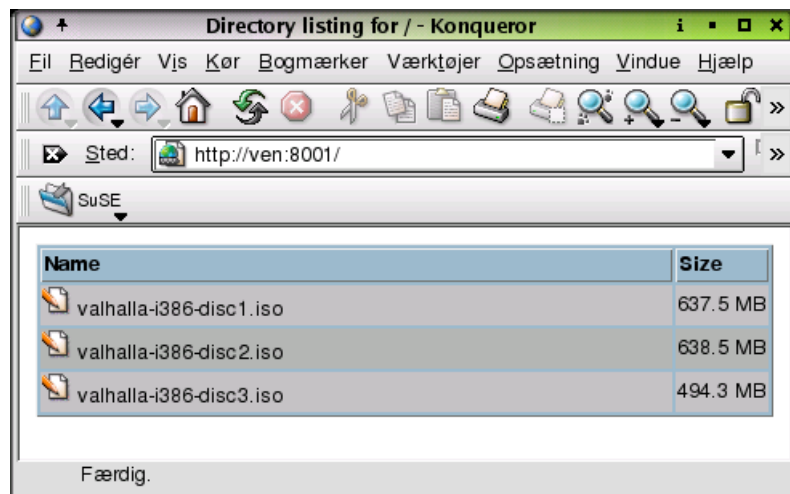 Directory listing for / - Konqueror
Fil Redigér Vis Kør Bogmærker Værktøjer Opsætning Vindue Hjælp
Sted: http://ven:8001/
SuSE
Name Size
valhalla-i386-disc1.iso 637.5 MB
valhalla-i386-disc2.iso 638.5 MB
valhalla-i386-disc3.iso 494.3 MB
Færdig.